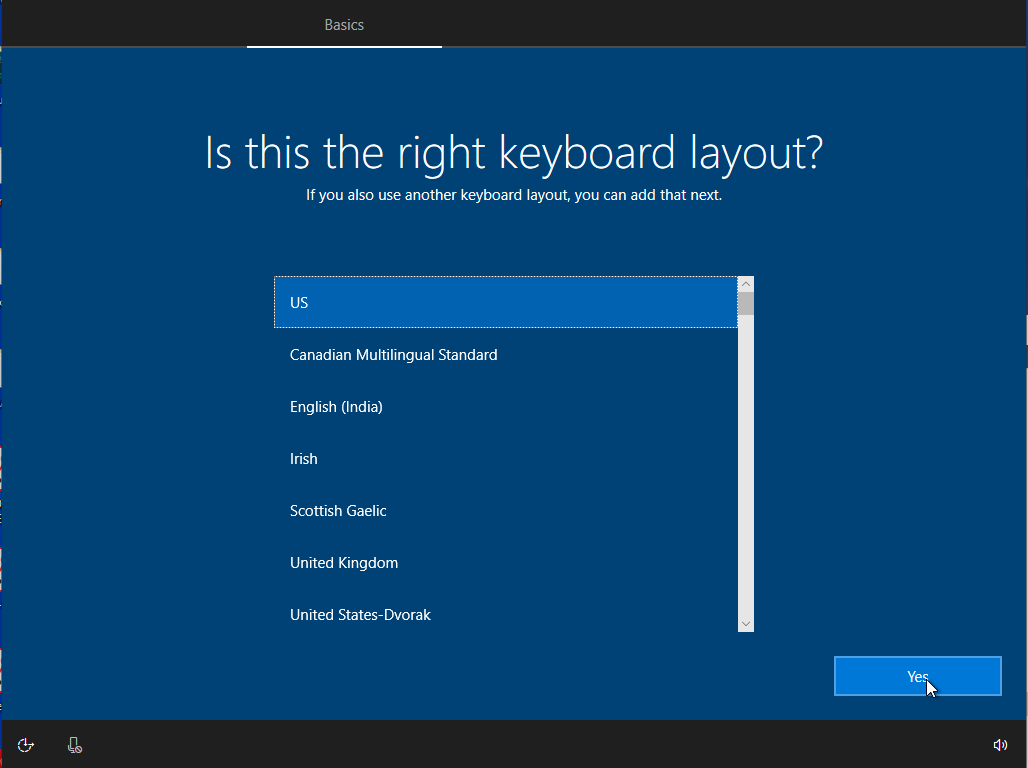 Basics
Is this the right keyboard layout?
If you also use another keyboard layout, you can add that next.
US
Canadian Multilingual Standard
English (India)
Irish
Scottish Gaelic
United Kingdom
United States-Dvorak
Yes